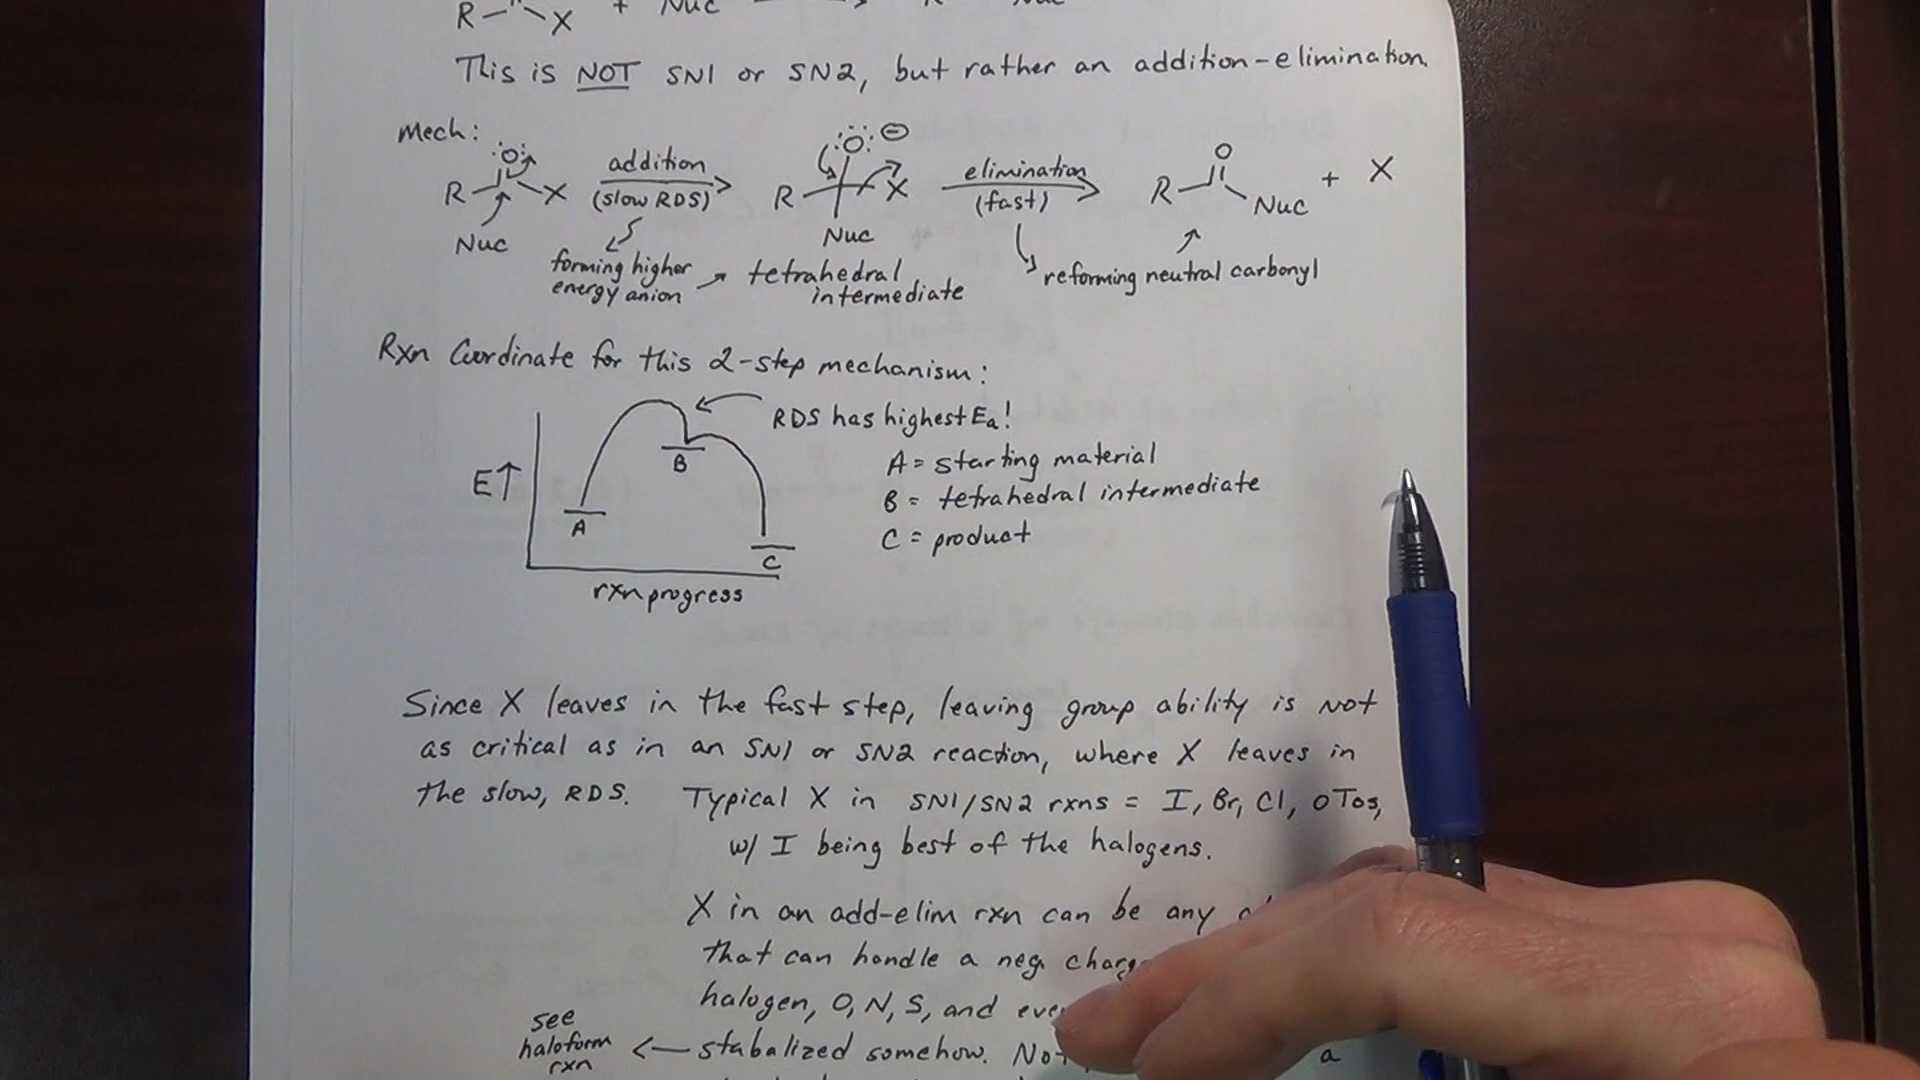 R X + Nuc
This is NOT SN1 or SN2, but rather an addition-elimination.
Mech:
:O: addition :O: ⊖ elimination O
R X (slow RDS) R X (fast) R Nuc + X
Nuc Nuc
forming higher energy anion → tetrahedral intermediate reforming neutral carbonyl
Rxn Coordinate for this 2-step mechanism:
RDS has highest Ea!
E↑ B A = starting material
A B = tetrahedral intermediate
C C = product
rxn progress
Since X leaves in the fast step, leaving group ability is not
as critical as in an SN1 or SN2 reaction, where X leaves in
the slow, RDS. Typical X in SN1/SN2 rxns = I, Br, Cl, OTos,
w/ I being best of the halogens.
X in an add-elim rxn can be any
that can handle a neg.
halogen, O, N, S, and
see haloform rxn ← stabalized somehow. a